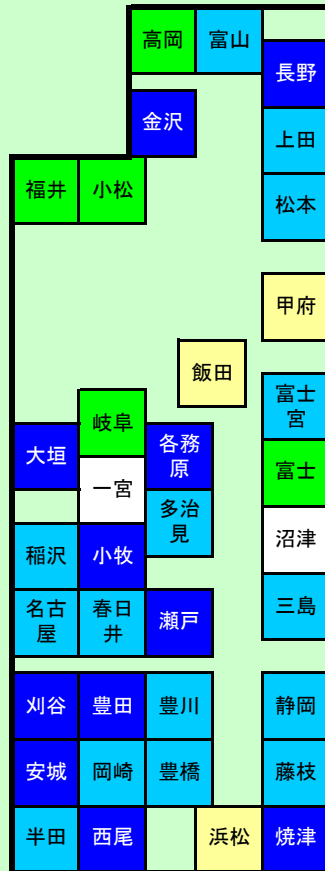 高岡
富山
長野
金沢
上田
福井
小松
松本
甲府
飯田
富士
宮
岐阜
大垣
各務
原
富士
一宮
多治
見
沼津
稲沢
小牧
三島
名古
屋
春日
井
瀬戸
刈谷
豊田
豊川
静岡
安城
岡崎
豊橋
藤枝
半田
西尾
浜松
焼津